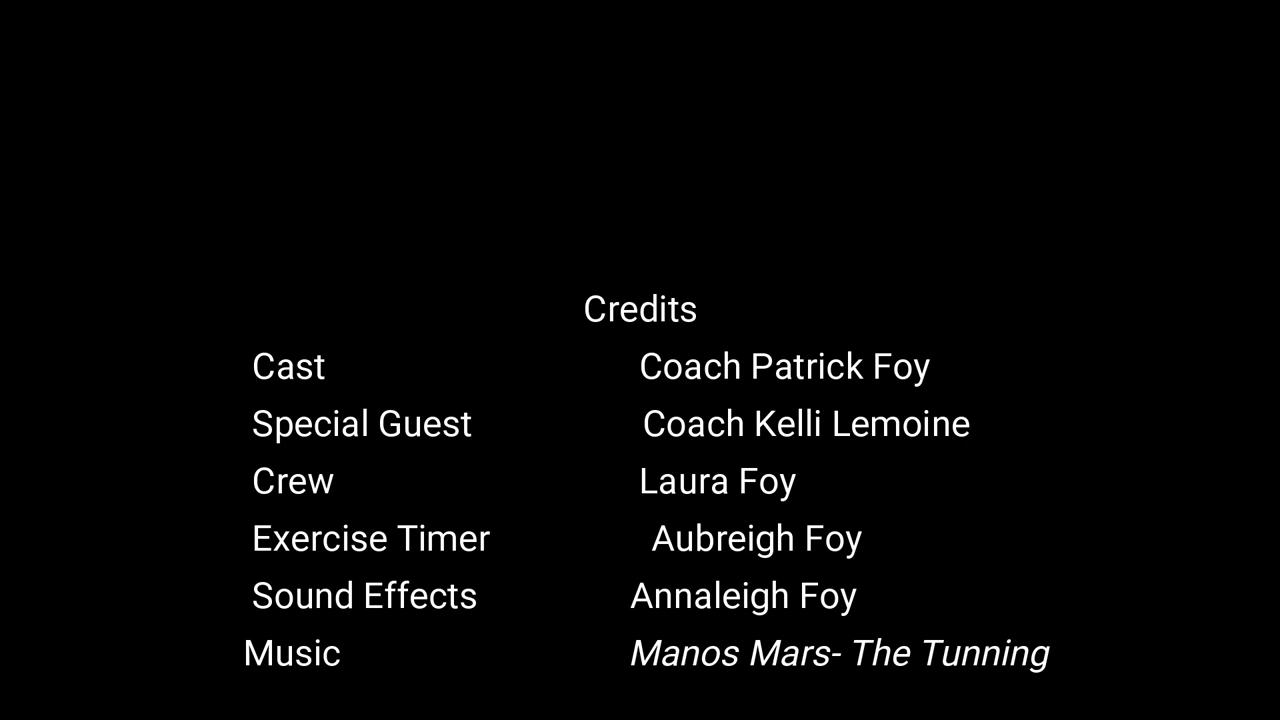 Credits
Cast Coach Patrick Foy
Special Guest Coach Kelli Lemoine
Crew Laura Foy
Exercise Timer Aubreigh Foy
Sound Effects Annaleigh Foy
Music Manos Mars- The Tunning